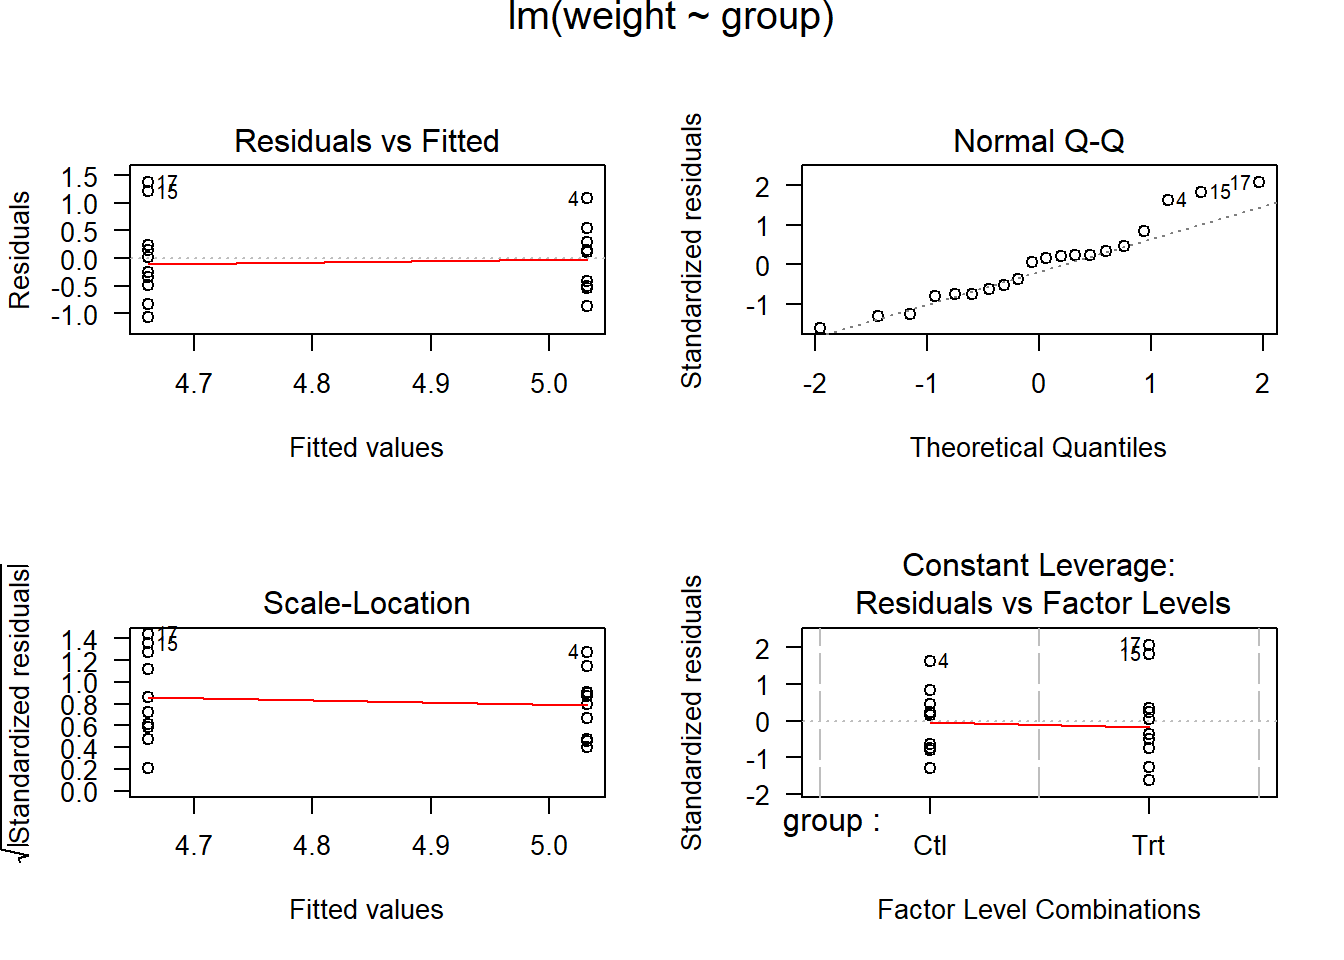 lm(weight ~ group)
Residuals vs Fitted
Residuals
1.5
1.0
0.5
0.0
-0.5
-1.0
17
15
4
4.7 4.8 4.9 5.0
Fitted values
Normal Q-Q
Standardized residuals
2
1
0
-1
4
15
17
-2 -1 0 1 2
Theoretical Quantiles
Scale-Location
√|Standardized residuals|
1.4
1.2
1.0
0.8
0.6
0.4
0.2
0.0
17
15
4
4.7 4.8 4.9 5.0
Fitted values
Constant Leverage:
Residuals vs Factor Levels
Standardized residuals
2
1
0
-1
-2
4
17
15
group :
Ctl Trt
Factor Level Combinations